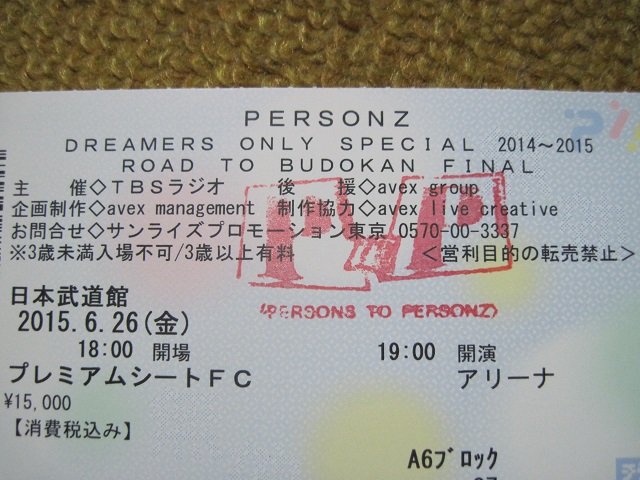 PERSONZ
DREAMERS ONLY SPECIAL 2014〜2015
ROAD TO BUDOKAN FINAL
主 催◇TBSラジオ 後 援◇avex group
企画制作◇avex management 制作協力◇avex live creative
お問合せ◇サンライズプロモーション東京 0570-00-3337
※3歳未満入場不可/3歳以上有料 <営利目的の転売禁止>
P P
(PERSONS TO PERSONZ)
日本武道館
2015.6.26(金)
18:00 開場 19:00 開演
プレミアムシートFC アリーナ
¥15,000
【消費税込み】
A6ブロック